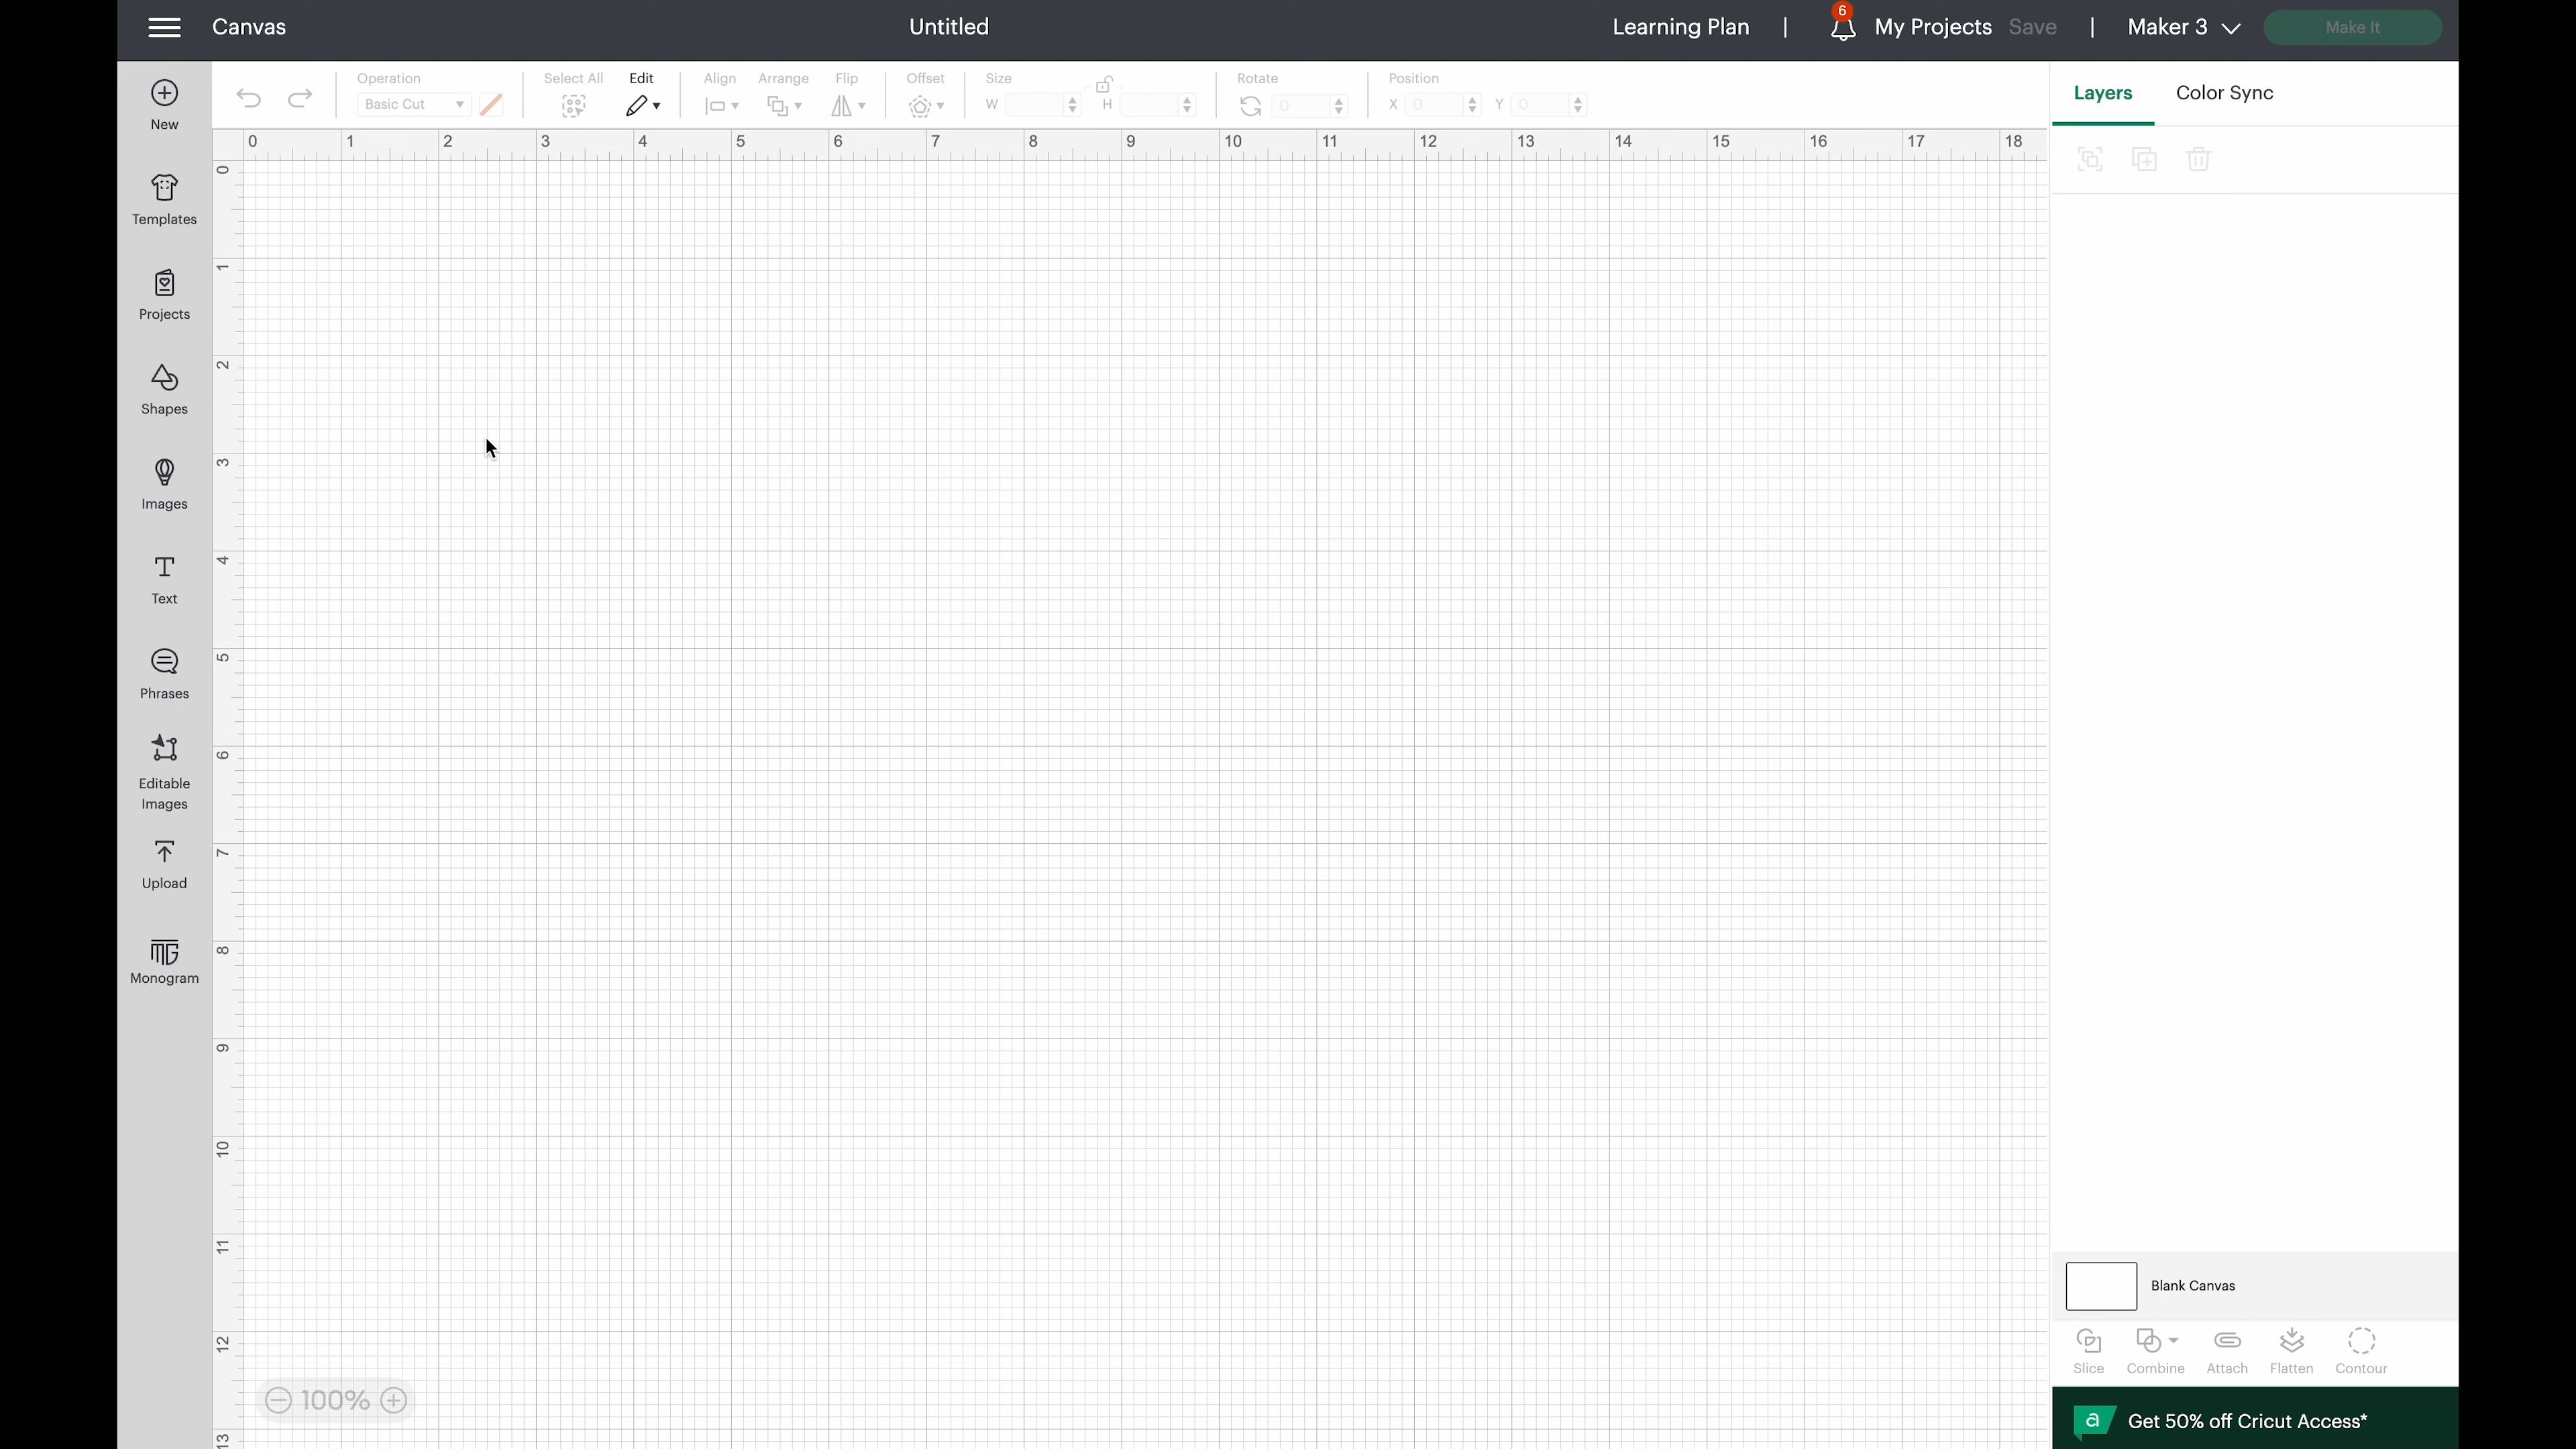 Canvas
Untitled
Learning Plan
6
My Projects
Save
Maker 3
Make It
Operation
Basic Cut
Select All
Edit
Align
Arrange
Flip
Offset
Size
W
H
Rotate
0
Position
X 0
Y 0
Layers
Color Sync
New
Templates
Projects
Shapes
Images
Text
Phrases
Editable
Images
Upload
Monogram
0 1 2 3 4 5 6 7 8 9 10 11 12 13 14 15 16 17 18
0
1
2
3
4
5
6
7
8
9
10
11
12
13
100%
Blank Canvas
Slice
Combine
Attach
Flatten
Contour
a
Get 50% off Cricut Access*